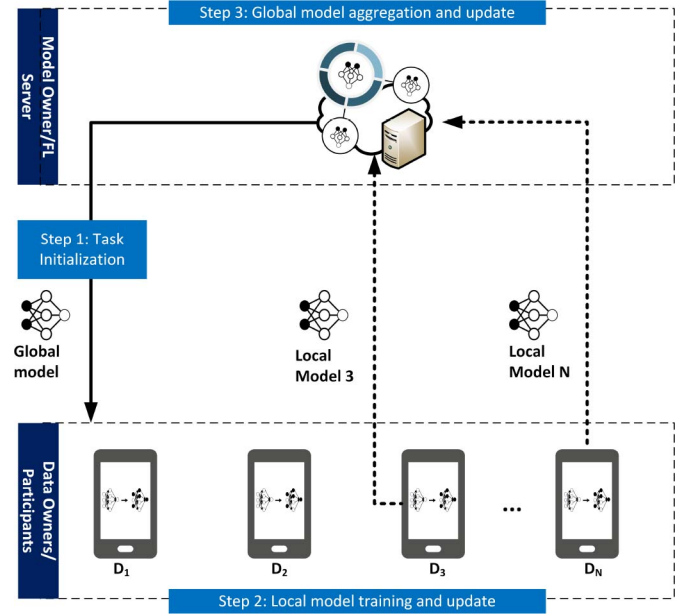 Step 3: Global model aggregation and update
Model Owner/FL
Server
Step 1: Task
Initialization
Global
model
Local
Model 3
Local
Model N
Data Owners/
Participants
D1
D2
D3
...
DN
Step 2: Local model training and update